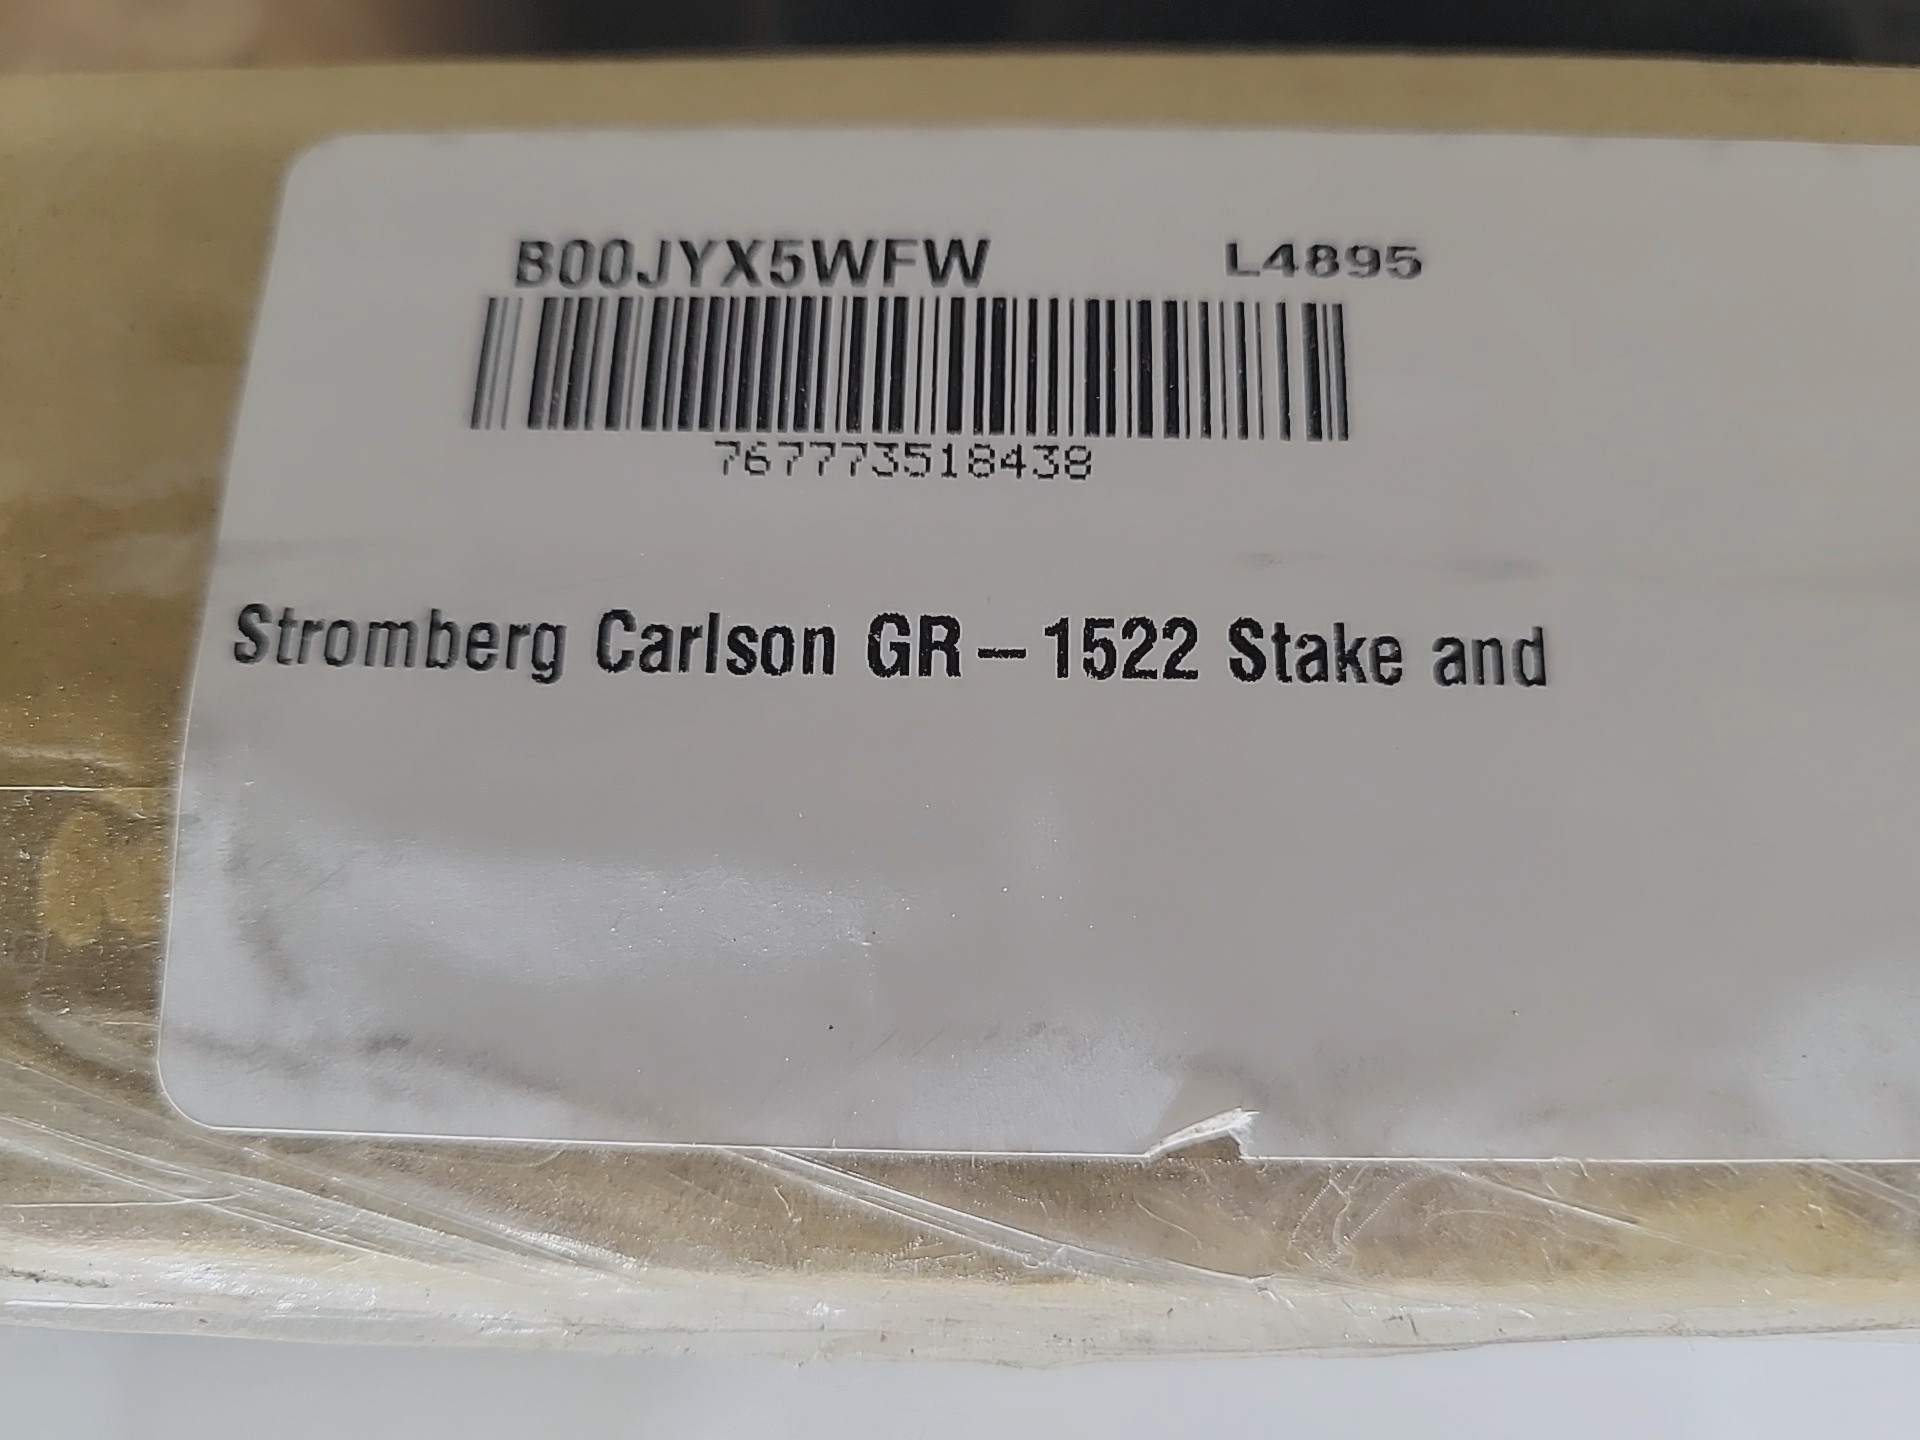 B00JYX5WFW L4895
767773518438
Stromberg Carlson GR-1522 Stake and